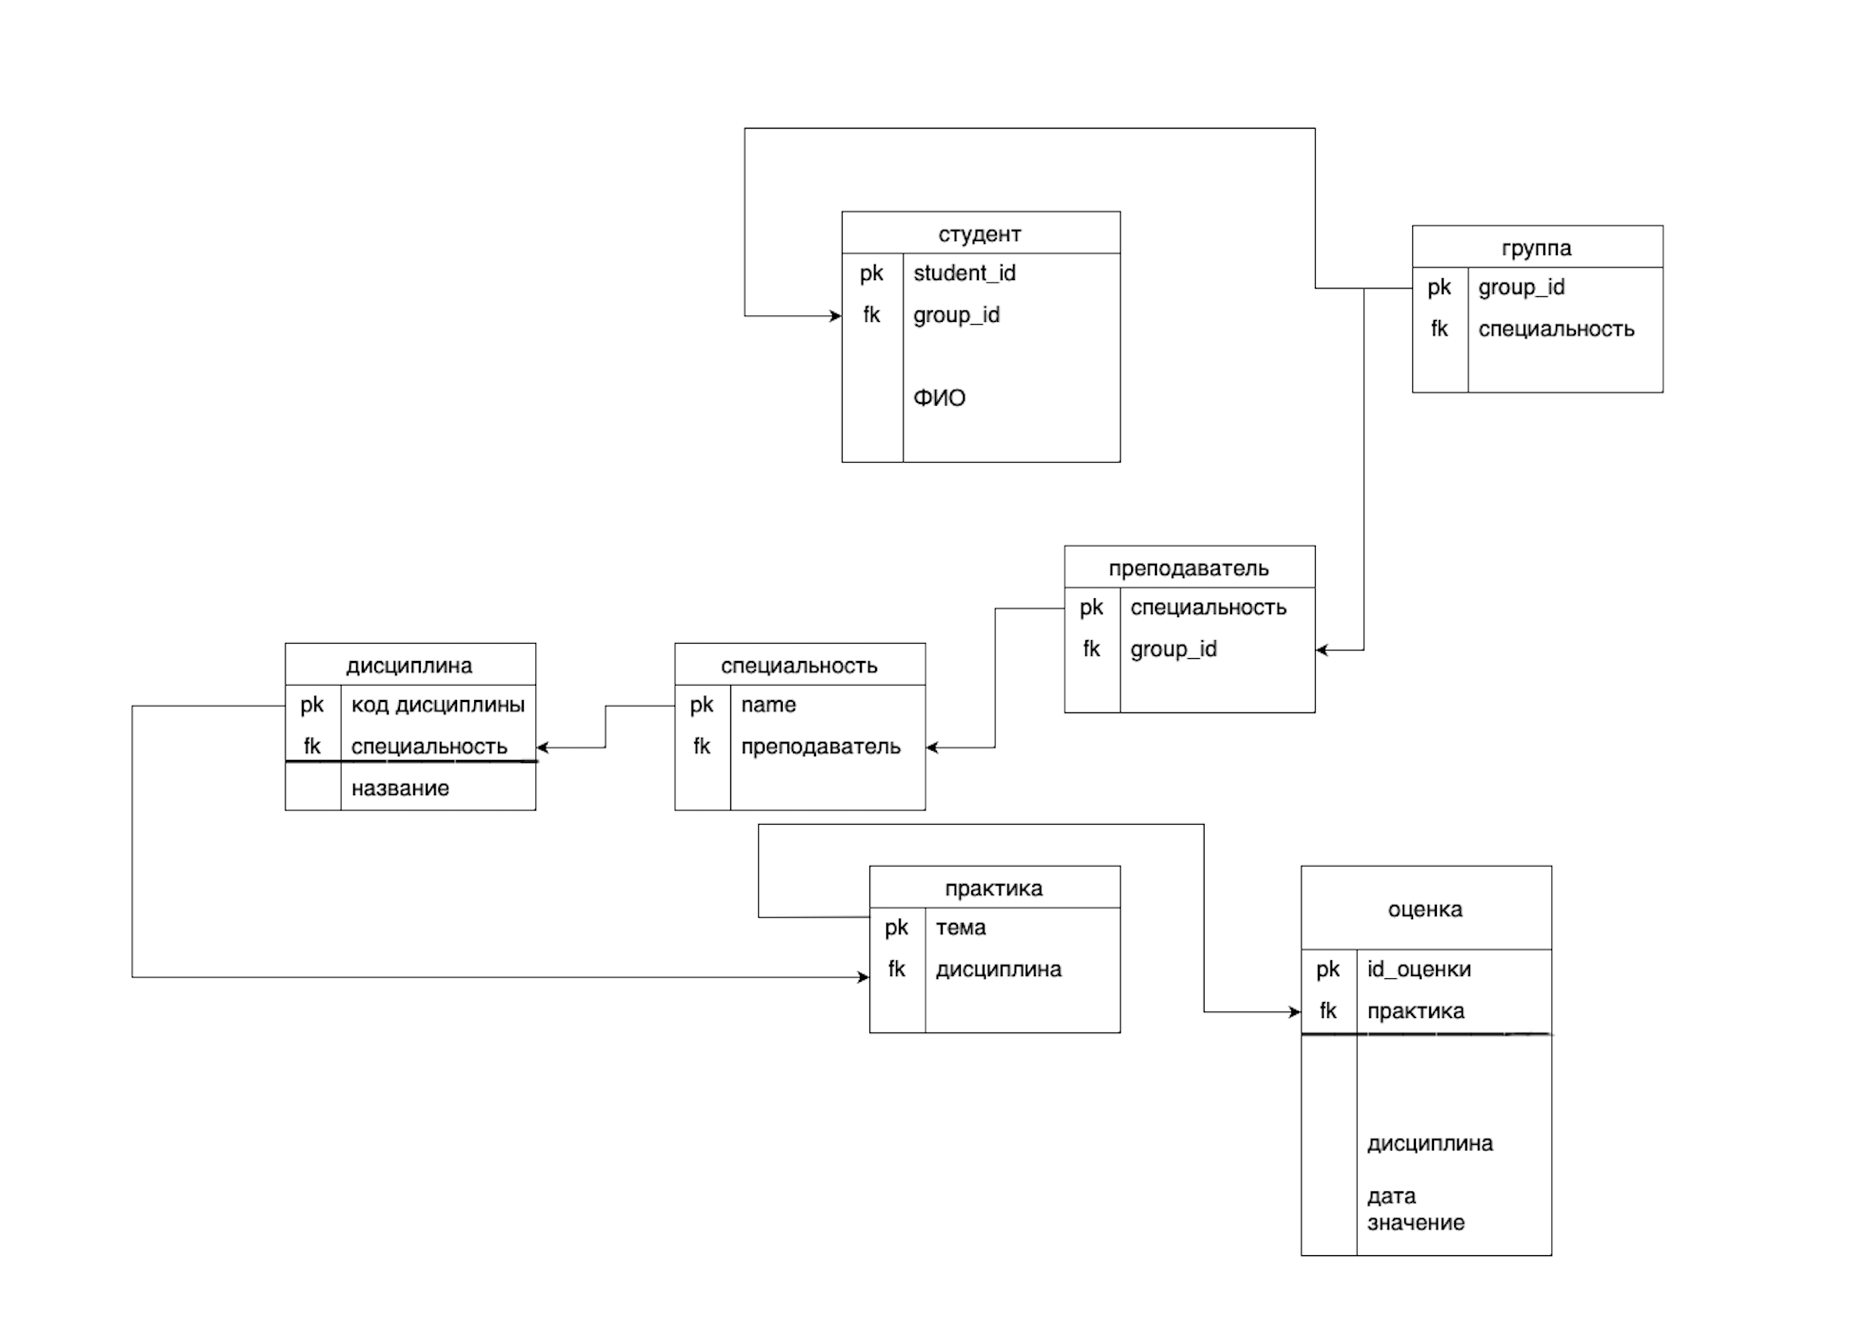 студент
pk student_id
fk group_id
ФИО
группа
pk group_id
fk специальность
преподаватель
pk специальность
fk group_id
дисциплина
pk код дисциплины
fk специальность
название
специальность
pk name
fk преподаватель
практика
pk тема
fk дисциплина
оценка
pk id_оценки
fk практика
дисциплина
дата
значение